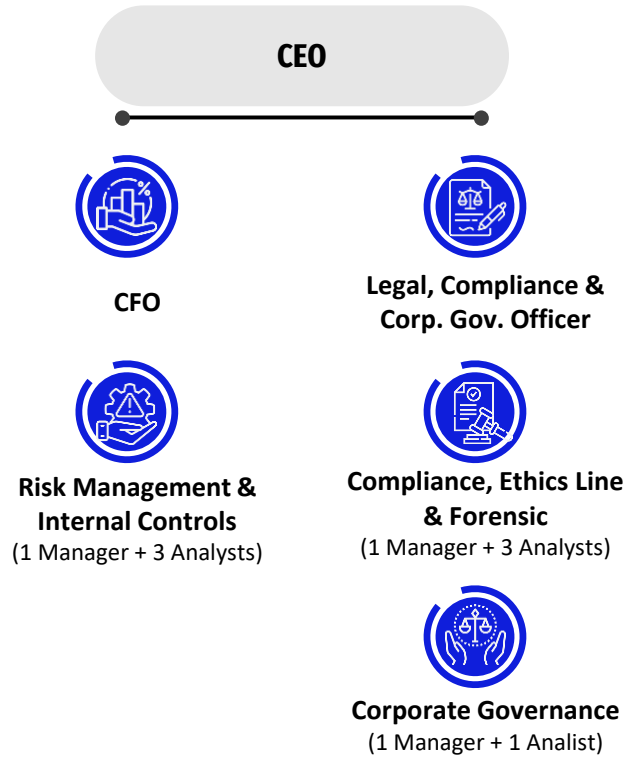 CEO
CFO
Legal, Compliance &
Corp. Gov. Officer
Risk Management &
Internal Controls
(1 Manager + 3 Analysts)
Compliance, Ethics Line
& Forensic
(1 Manager + 3 Analysts)
Corporate Governance
(1 Manager + 1 Analist)